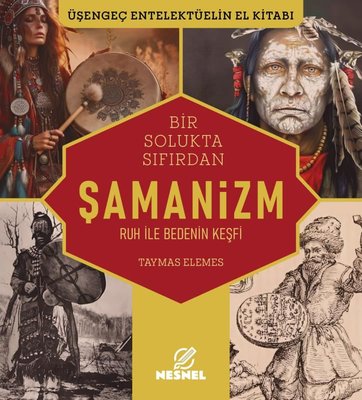 ÜŞENGEÇ ENTELEKTÜELİN EL KİTABI
BİR
SOLUKTA
SIFIRDAN
ŞAMANİZM
RUH İLE BEDENİN KEŞFİ
TAYMAS ELEMES
NESNEL